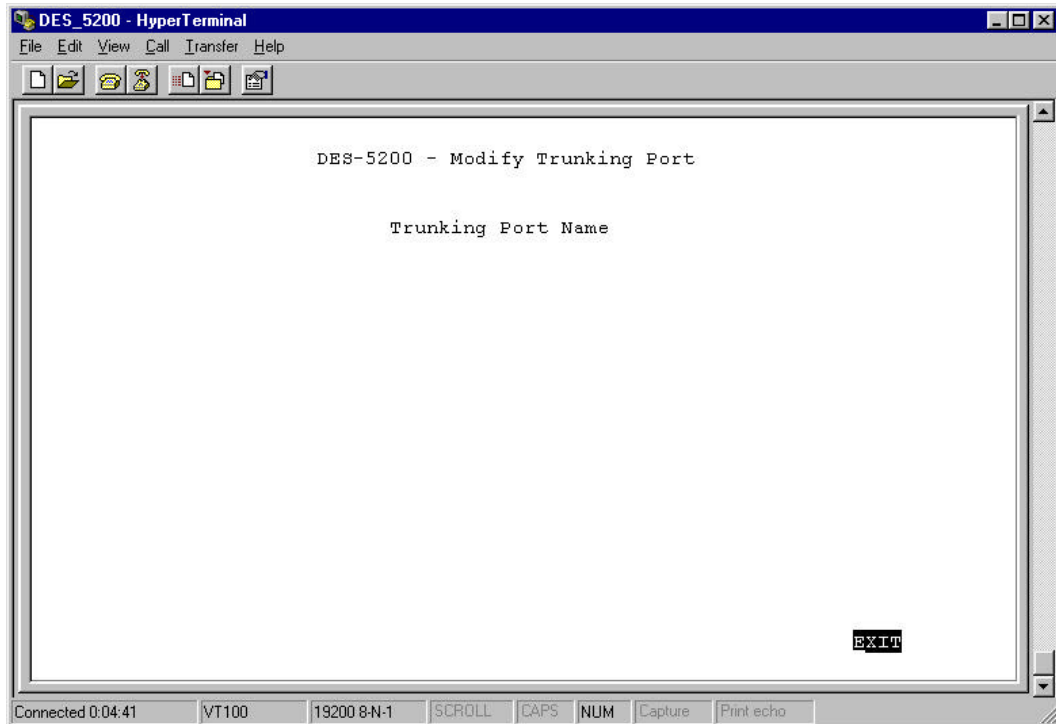 DES_5200 - HyperTerminal
File Edit View Call Transfer Help
DES-5200 - Modify Trunking Port
Trunking Port Name
EXIT
Connected 0:04:41 VT100 19200 8-N-1 SCROLL CAPS NUM Capture Print echo